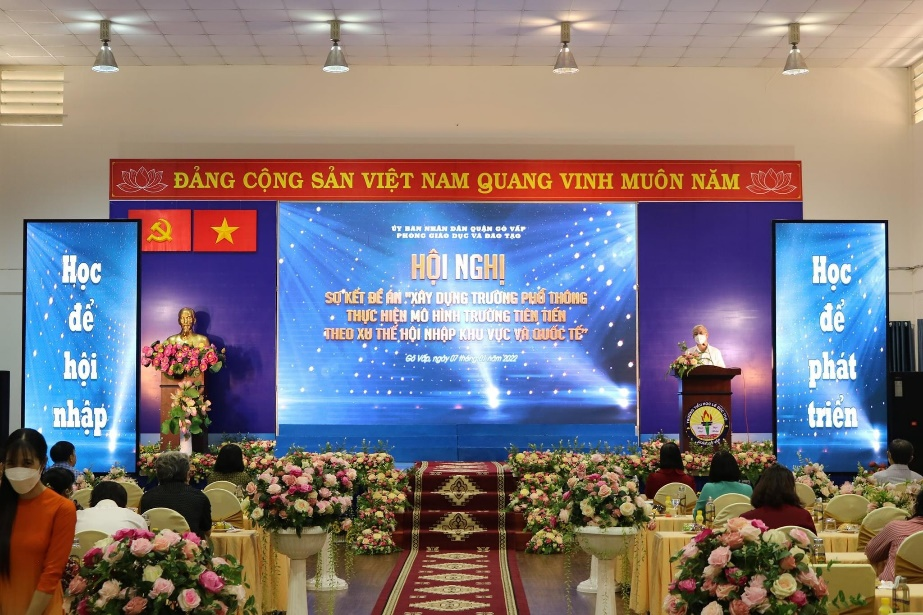 ĐẢNG CỘNG SẢN VIỆT NAM QUANG VINH MUÔN NĂM
ỦY BAN NHÂN DÂN QUẬN GÒ VẤP
PHÒNG GIÁO DỤC VÀ ĐÀO TẠO
HỘI NGHỊ
SƠ KẾT ĐỀ ÁN "XÂY DỰNG TRƯỜNG PHỔ THÔNG
THỰC HIỆN MÔ HÌNH TRƯỜNG TIÊN TIẾN
THEO XU THẾ HỘI NHẬP KHU VỰC VÀ QUỐC TẾ"
Gò Vấp, ngày 07 tháng năm 2022
Học
để
hội
nhập
Học
để
phát
triển